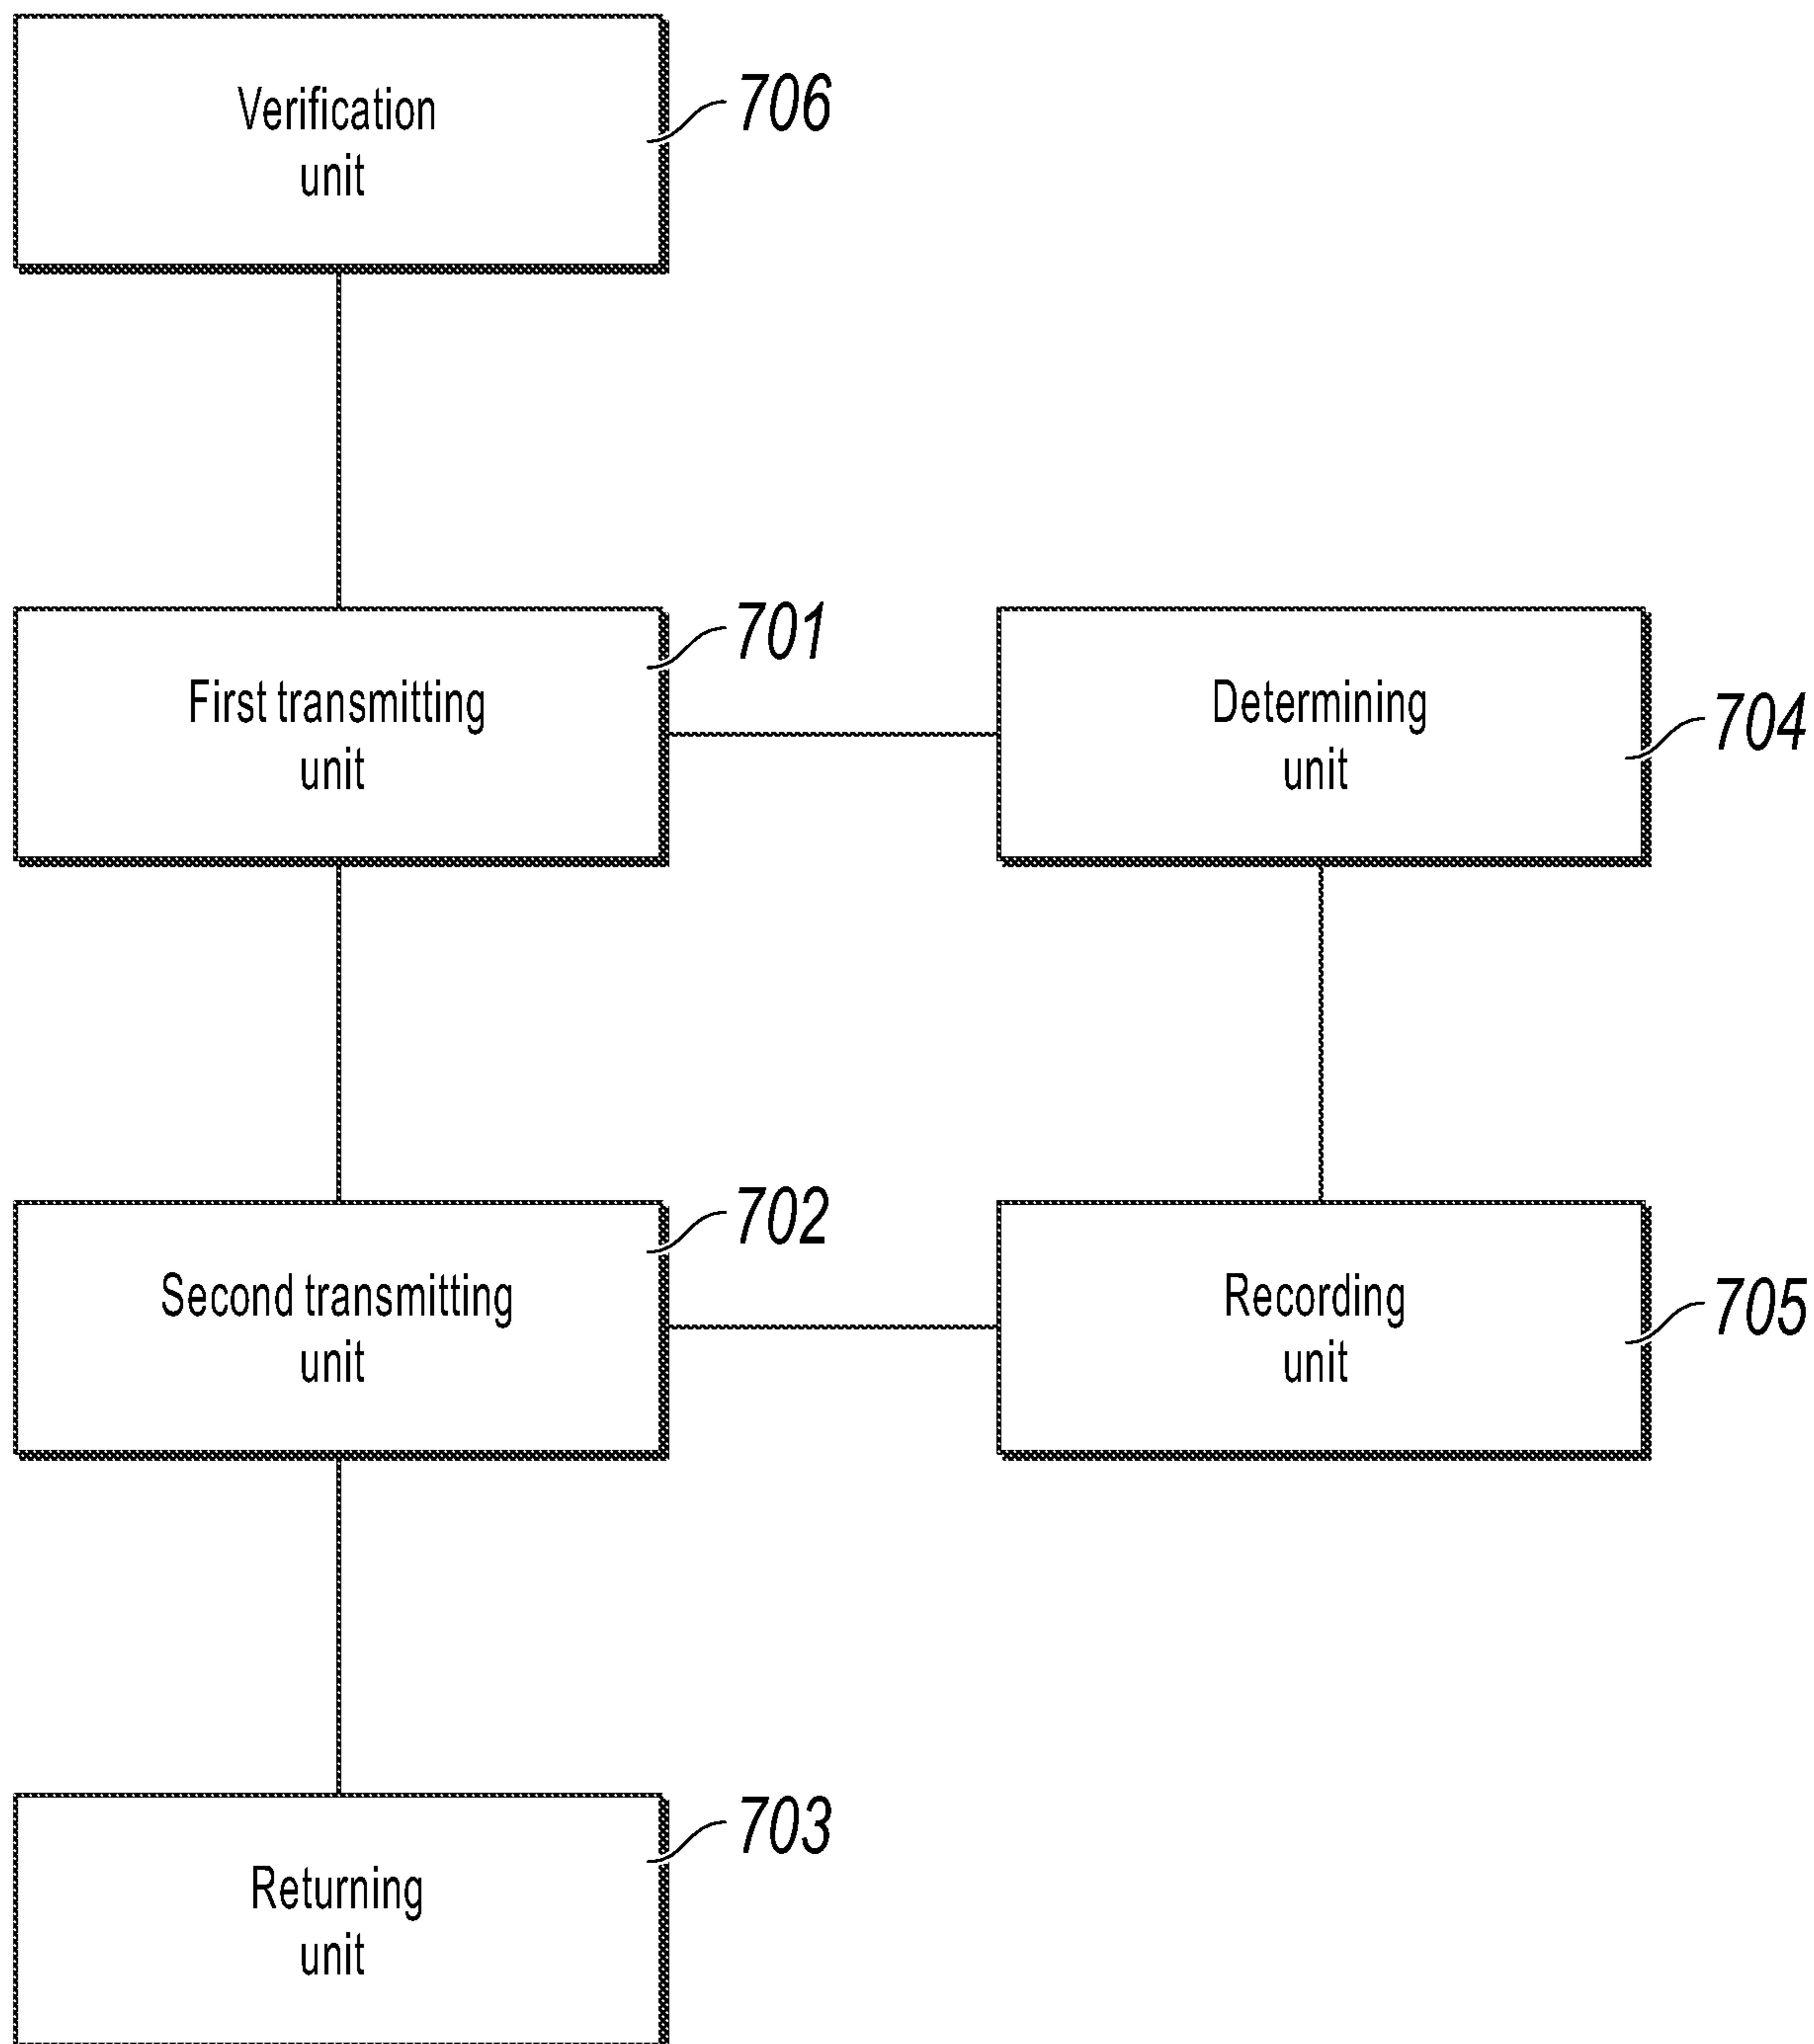 Verification
unit
706
First transmitting
unit
701
Determining
unit
704
Second transmitting
unit
702
Recording
unit
705
Returning
unit
703